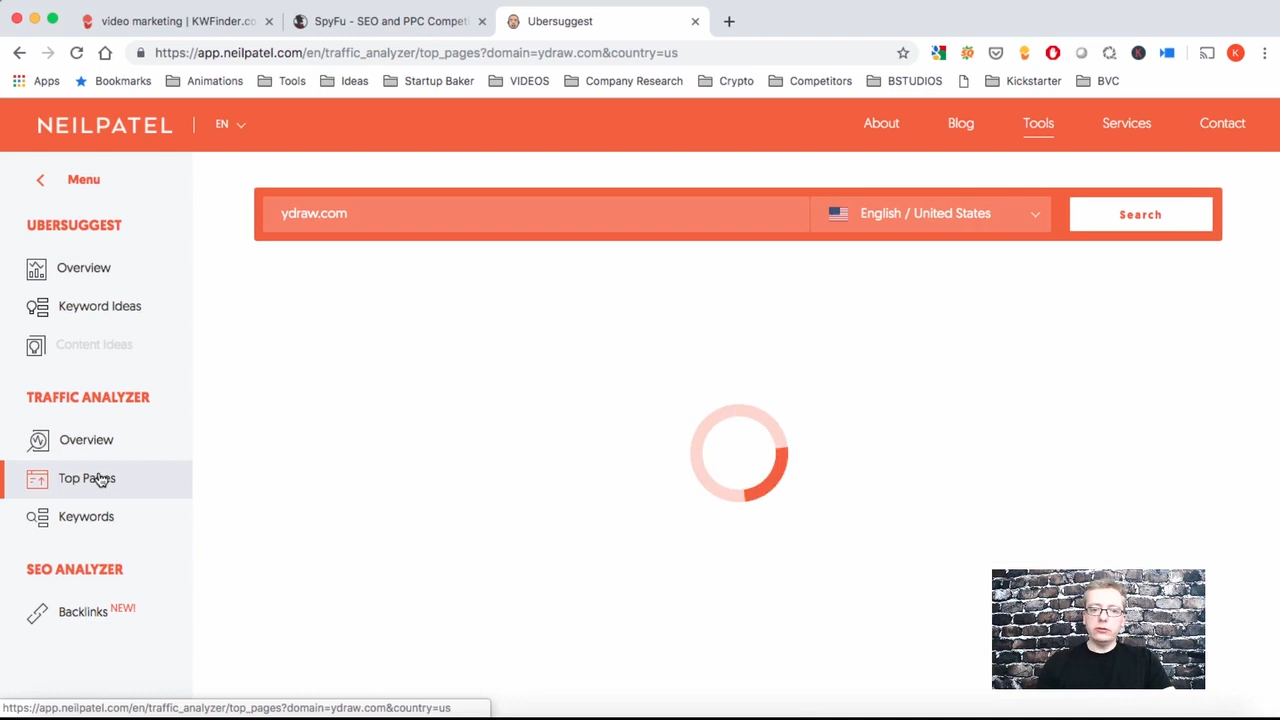 video marketing | KWFinder.co
SpyFu - SEO and PPC Competi
Ubersuggest
https://app.neilpatel.com/en/traffic_analyzer/top_pages?domain=ydraw.com&country=us
K
K
Apps
Bookmarks
Animations
Tools
Ideas
Startup Baker
VIDEOS
Company Research
Crypto
Competitors
BSTUDIOS
Kickstarter
BVC
NEILPATEL
EN
About
Blog
Tools
Services
Contact
Menu
ydraw.com
English / United States
Search
UBERSUGGEST
Overview
Keyword Ideas
Content Ideas
TRAFFIC ANALYZER
Overview
Top Pages
Keywords
SEO ANALYZER
Backlinks NEW!
https://app.neilpatel.com/en/traffic_analyzer/top_pages?domain=ydraw.com&country=us